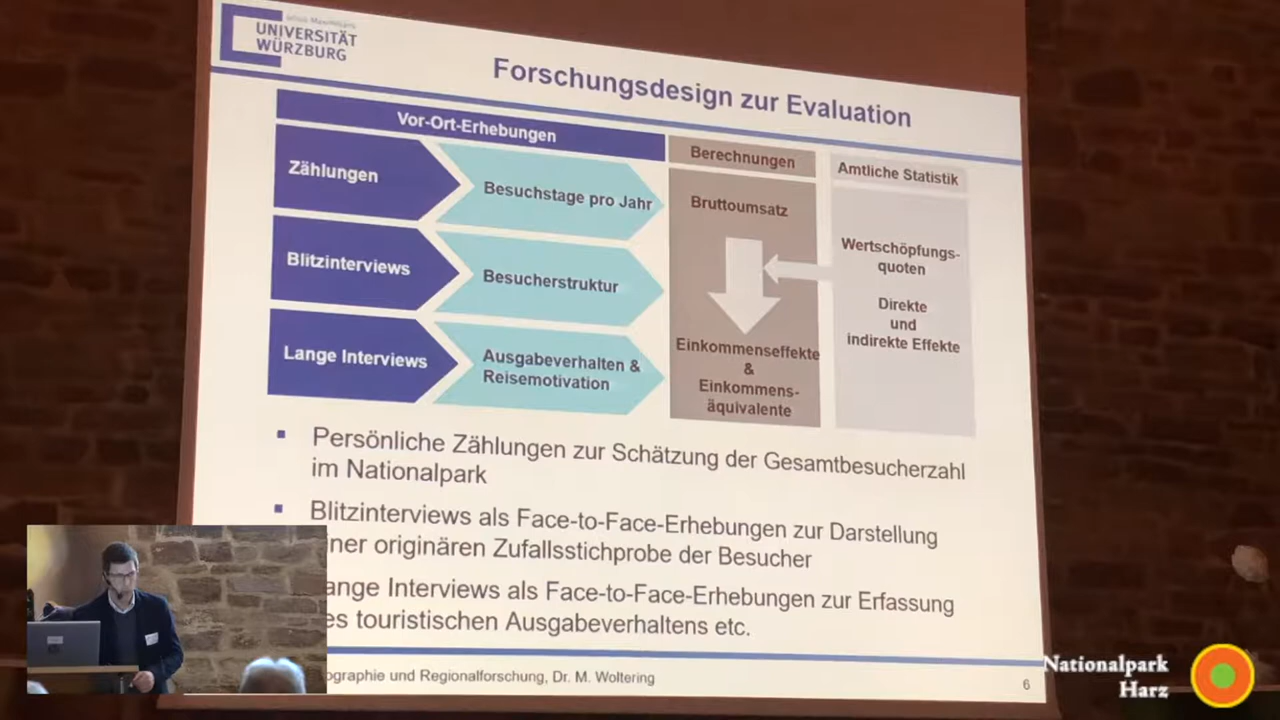 UNIVERSITÄT
WÜRZBURG
Forschungsdesign zur Evaluation
Vor-Ort-Erhebungen
Zählungen
Besuchstage pro Jahr
Blitzinterviews
Besucherstruktur
Lange Interviews
Ausgabeverhalten &
Reisemotivation
Berechnungen
Bruttoumsatz
Einkommenseffekte
&
Einkommens-
äquivalente
Amtliche Statistik
Wertschöpfungs-
quoten
Direkte
und
indirekte Effekte
▪ Persönliche Zählungen zur Schätzung der Gesamtbesucherzahl
im Nationalpark
▪ Blitzinterviews als Face-to-Face-Erhebungen zur Darstellung
iner originären Zufallsstichprobe der Besucher
ange Interviews als Face-to-Face-Erhebungen zur Erfassung
es touristischen Ausgabeverhaltens etc.
ographie und Regionalforschung, Dr. M. Woltering
6
Nationalpark
Harz